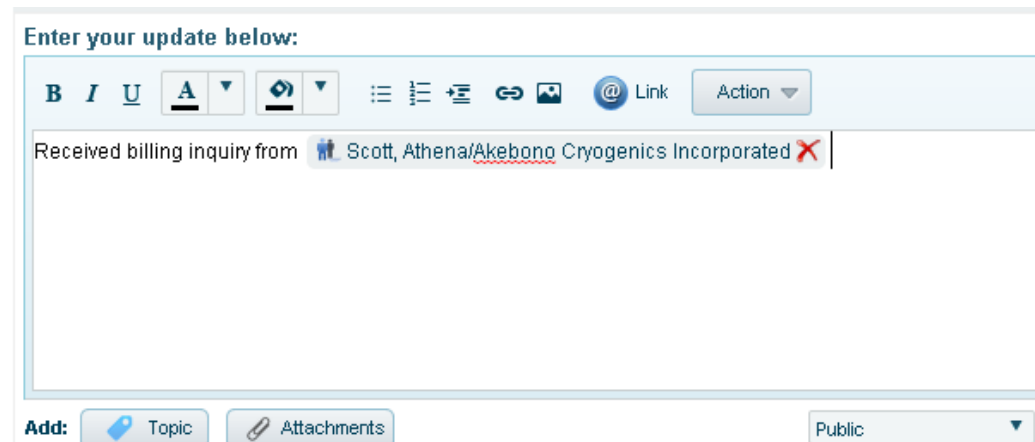 Enter your update below:
B I U A @ Link Action
Received billing inquiry from Scott, Athena/Akebono Cryogenics Incorporated
Add: Topic Attachments Public